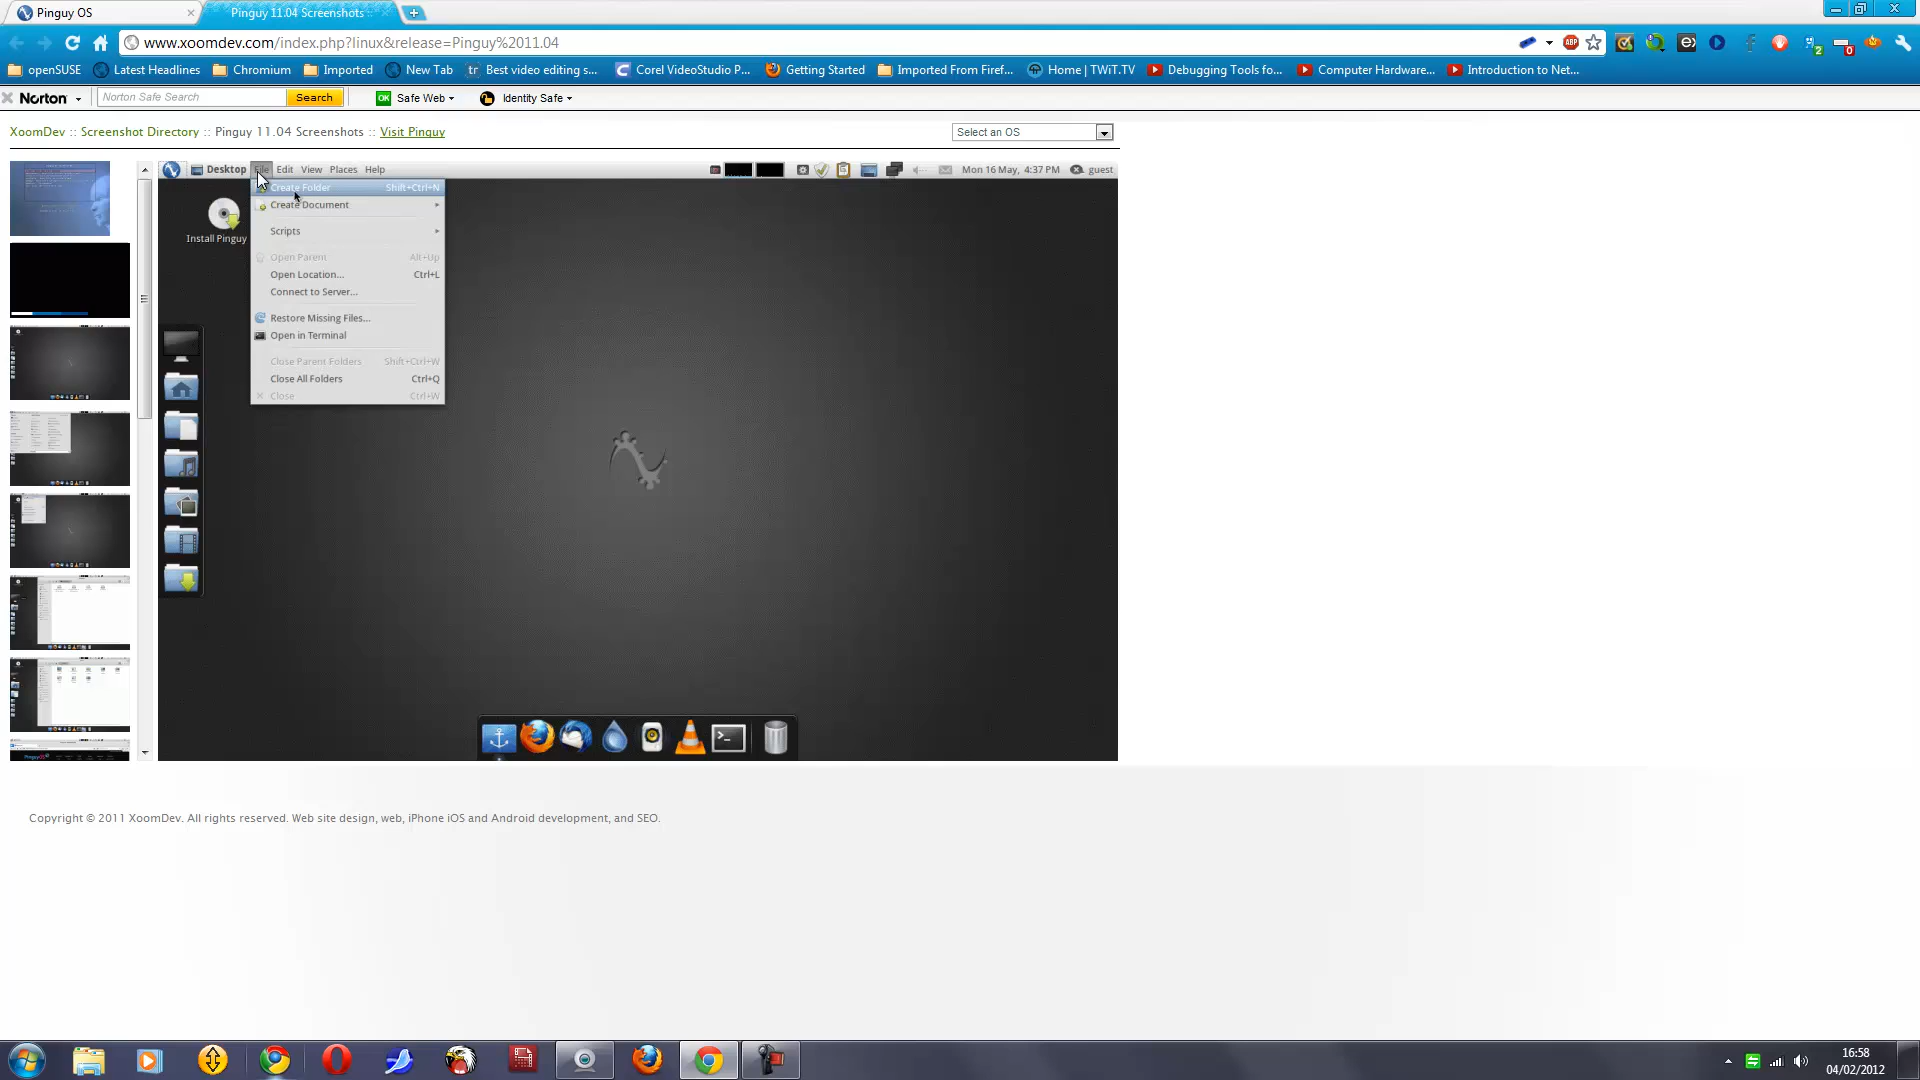 Pinguy OS
Pinguy 11.04 Screenshots
www.xoomdev.com/index.php?linux&release=Pinguy%2011.04
openSUSE Latest Headlines Chromium Imported New Tab Best video editing s... Corel VideoStudio P... Getting Started Imported From Firef... Home | TWiT.TV Debugging Tools fo... Computer Hardware... Introduction to Net...
Norton Norton Safe Search Search OK Safe Web Identity Safe
XoomDev :: Screenshot Directory :: Pinguy 11.04 Screenshots :: Visit Pinguy Select an OS
Desktop File Edit View Places Help Mon 16 May, 4:37 PM guest
Create Folder Shift+Ctrl+N
Create Document
Install Pinguy
Scripts
Open Parent Alt+Up
Open Location... Ctrl+L
Connect to Server...
Restore Missing Files...
Open in Terminal
Close Parent Folders Shift+Ctrl+W
Close All Folders Ctrl+Q
Close Ctrl+W
Copyright © 2011 XoomDev. All rights reserved. Web site design, web, iPhone iOS and Android development, and SEO.
16:58
04/02/2012